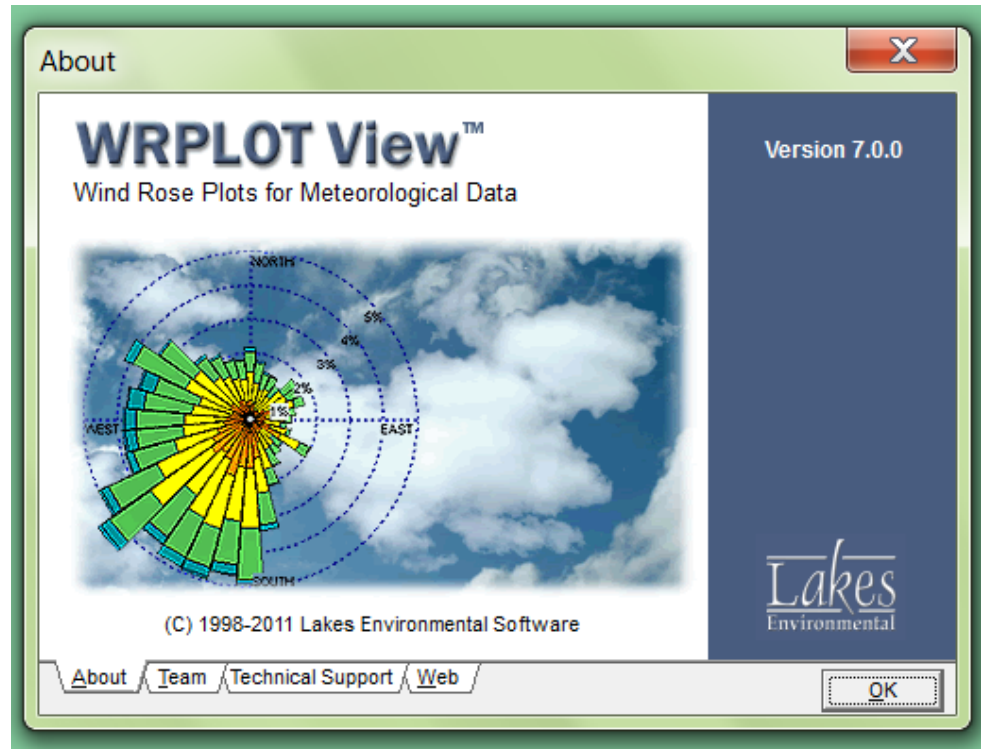 About
WRPLOT View™
Wind Rose Plots for Meteorological Data
Version 7.0.0
NORTH
5%
4%
3%
2%
1%
WEST
EAST
SOUTH
Lakes
Environmental
(C) 1998-2011 Lakes Environmental Software
About
Team
Technical Support
Web
OK